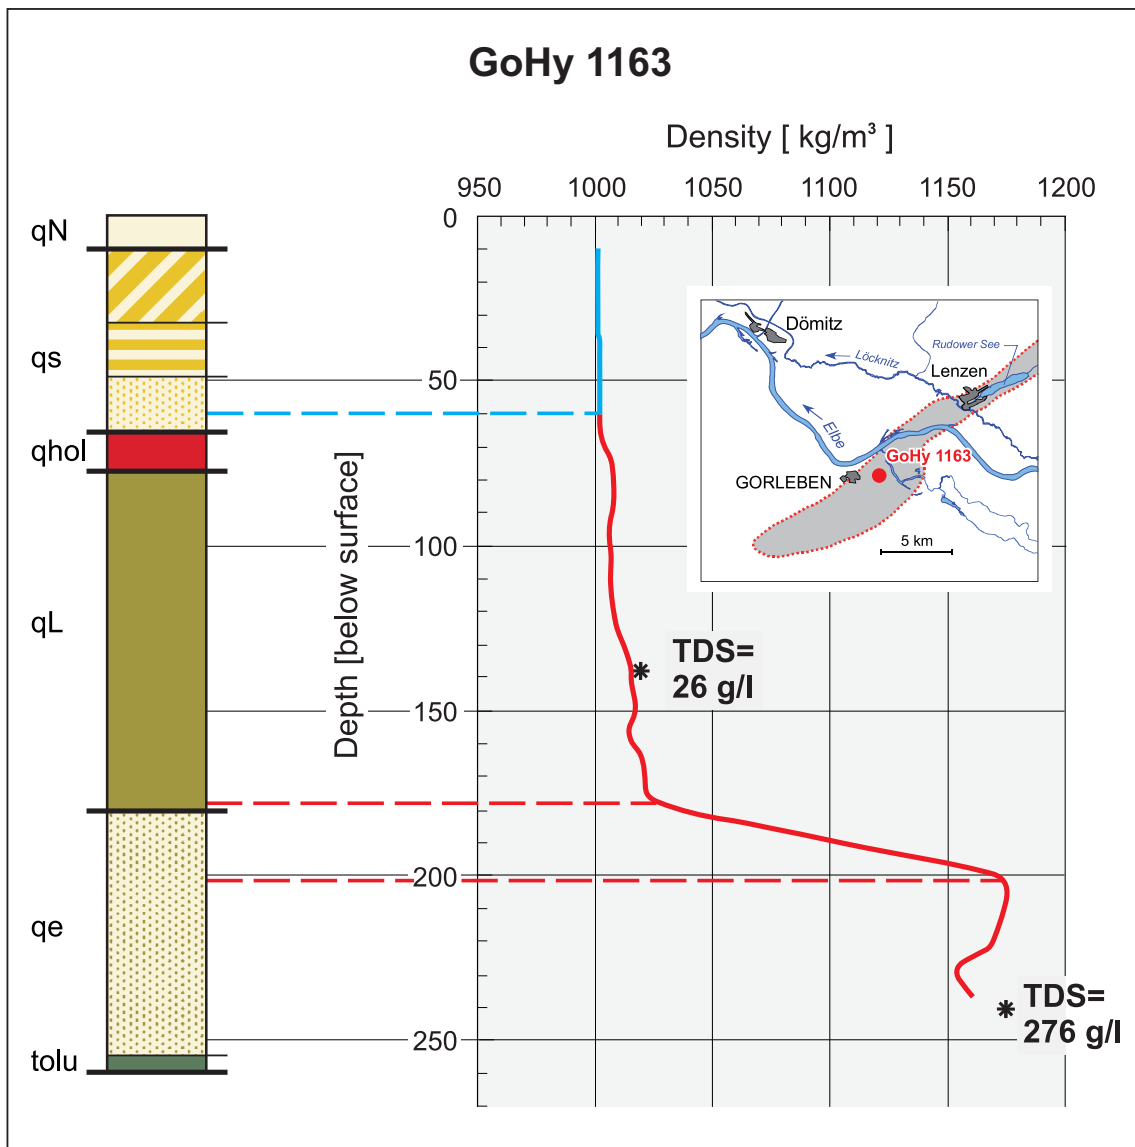 GoHy 1163
Density [ kg/m³ ]
950 1000 1050 1100 1150 1200
0
50
100
150
200
250
Depth [below surface]
qN
qs
qhol
qL
qe
tolu
Dömitz
Löcknitz
Rudower See
Lenzen
Elbe
GoHy 1163
GORLEBEN
5 km
TDS=
26 g/l
TDS=
276 g/l